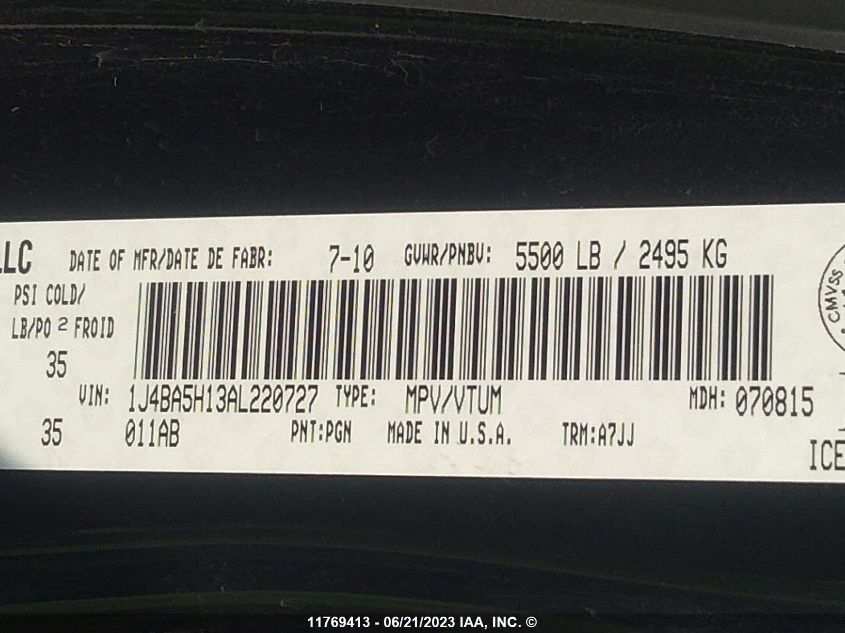 LLC DATE OF MFR/DATE DE FABR: 7-10 GVWR/PNBV: 5500 LB / 2495 KG
PSI COLD/
LB/PO 2 FROID
35
VIN: 1J4BA5H13AL220727 TYPE: MPV/VTUM MDH: 070815
35 011AB PNT:PGN MADE IN U.S.A. TRM:A7JJ
ICE
CMVSS
11769413 - 06/21/2023 IAA, INC. ©